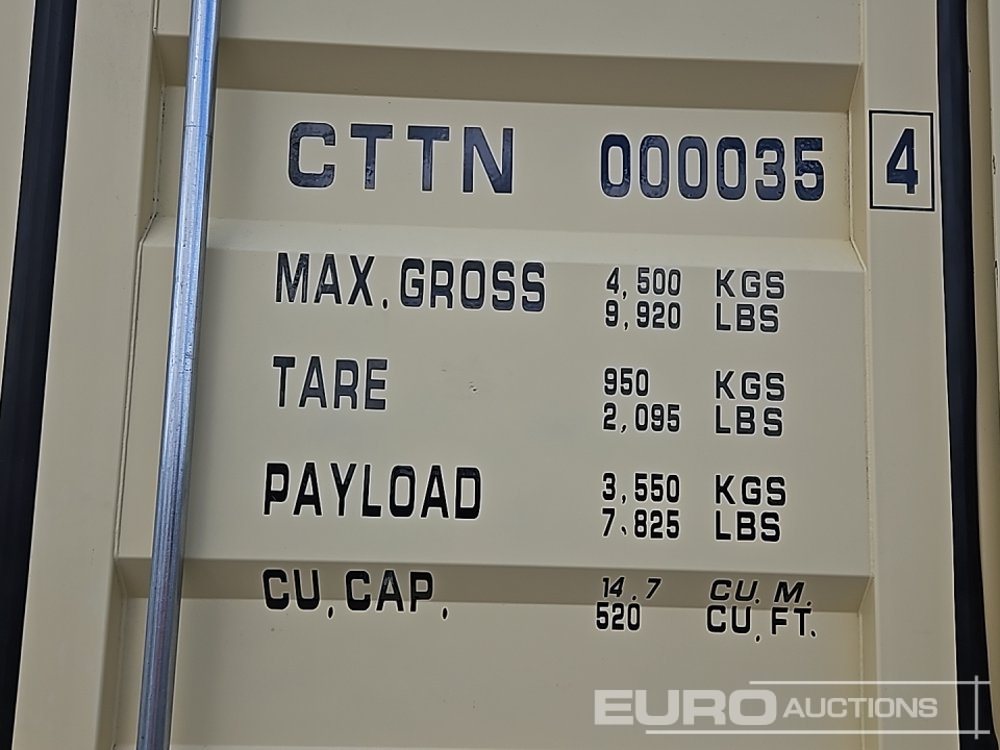 CTTN 000035 4
MAX. GROSS 4,500 KGS
9,920 LBS
TARE 950 KGS
2,095 LBS
PAYLOAD 3,550 KGS
7,825 LBS
CU. CAP. 14.7 CU. M.
520 CU. FT.
EURO AUCTIONS